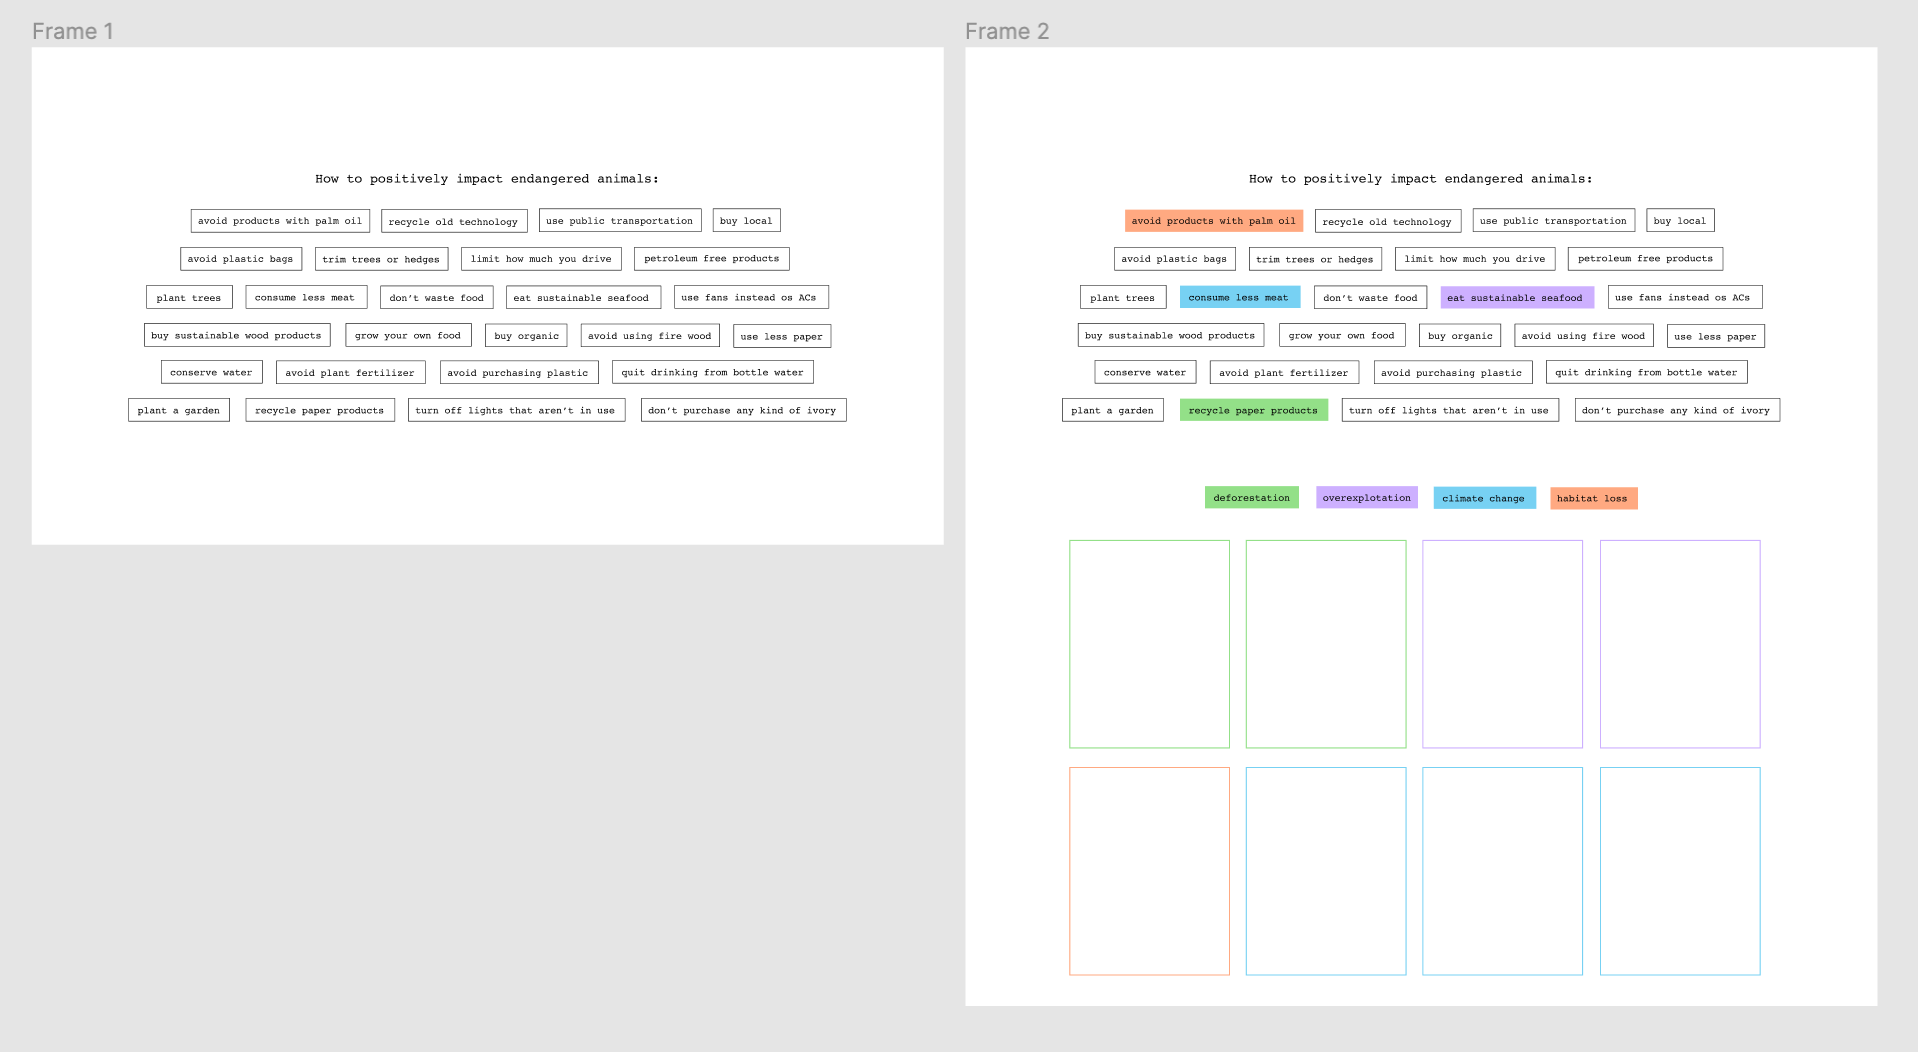 Frame 1
How to positively impact endangered animals:
avoid products with palm oil recycle old technology use public transportation buy local
avoid plastic bags trim trees or hedges limit how much you drive petroleum free products
plant trees consume less meat don't waste food eat sustainable seafood use fans instead os ACs
buy sustainable wood products grow your own food buy organic avoid using fire wood use less paper
conserve water avoid plant fertilizer avoid purchasing plastic quit drinking from bottle water
plant a garden recycle paper products turn off lights that aren't in use don't purchase any kind of ivory
Frame 2
How to positively impact endangered animals:
avoid products with palm oil recycle old technology use public transportation buy local
avoid plastic bags trim trees or hedges limit how much you drive petroleum free products
plant trees consume less meat don't waste food eat sustainable seafood use fans instead os ACs
buy sustainable wood products grow your own food buy organic avoid using fire wood use less paper
conserve water avoid plant fertilizer avoid purchasing plastic quit drinking from bottle water
plant a garden recycle paper products turn off lights that aren't in use don't purchase any kind of ivory
deforestation overexplotation climate change habitat loss